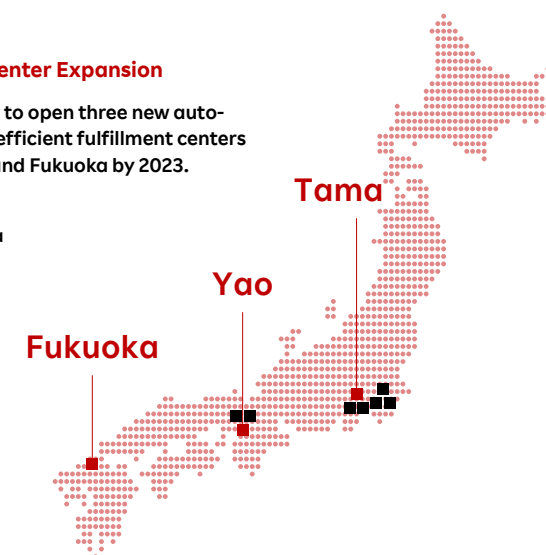 enter Expansion
to open three new auto-
efficient fulfillment centers
nd Fukuoka by 2023.
Tama
Yao
Fukuoka